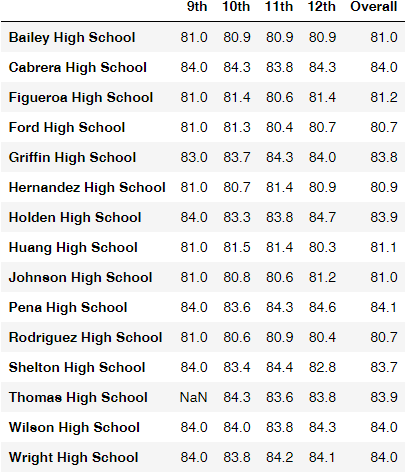 9th 10th 11th 12th Overall
Bailey High School 81.0 80.9 80.9 80.9 81.0
Cabrera High School 84.0 84.3 83.8 84.3 84.0
Figueroa High School 81.0 81.4 80.6 81.4 81.2
Ford High School 81.0 81.3 80.4 80.7 80.7
Griffin High School 83.0 83.7 84.3 84.0 83.8
Hernandez High School 81.0 80.7 81.4 80.9 80.9
Holden High School 84.0 83.3 83.8 84.7 83.9
Huang High School 81.0 81.5 81.4 80.3 81.1
Johnson High School 81.0 80.8 80.6 81.2 81.0
Pena High School 84.0 83.6 84.3 84.6 84.1
Rodriguez High School 81.0 80.6 80.9 80.4 80.7
Shelton High School 84.0 83.4 84.4 82.8 83.7
Thomas High School NaN 84.3 83.6 83.8 83.9
Wilson High School 84.0 84.0 83.8 84.3 84.0
Wright High School 84.0 83.8 84.2 84.1 84.0